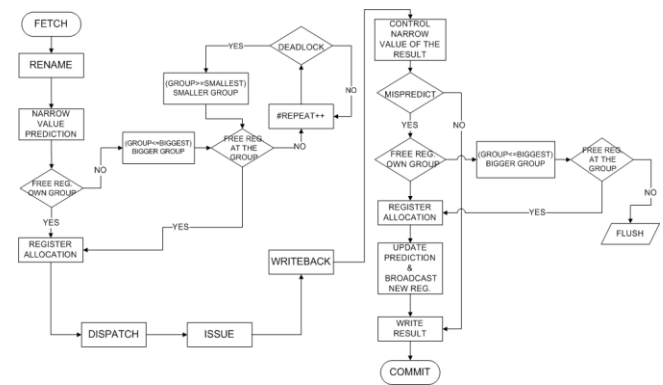 FETCH
RENAME
NARROW
VALUE
PREDICTION
FREE REG.
OWN GROUP
NO
YES
REGISTER
ALLOCATION
(GROUP<=BIGGEST)
BIGGER GROUP
FREE REG.
AT THE
GROUP
YES
NO
#REPEAT++
DEADLOCK
YES
NO
(GROUP>=SMALLEST)
SMALLER GROUP
DISPATCH
ISSUE
WRITEBACK
CONTROL
NARROW
VALUE OF THE
RESULT
MISPREDICT
YES
NO
FREE REG.
OWN GROUP
NO
(GROUP<=BIGGEST)
BIGGER GROUP
FREE REG.
AT THE
GROUP
NO
YES
FLUSH
REGISTER
ALLOCATION
UPDATE
PREDICTION
&
BROADCAST
NEW REG.
WRITE
RESULT
COMMIT